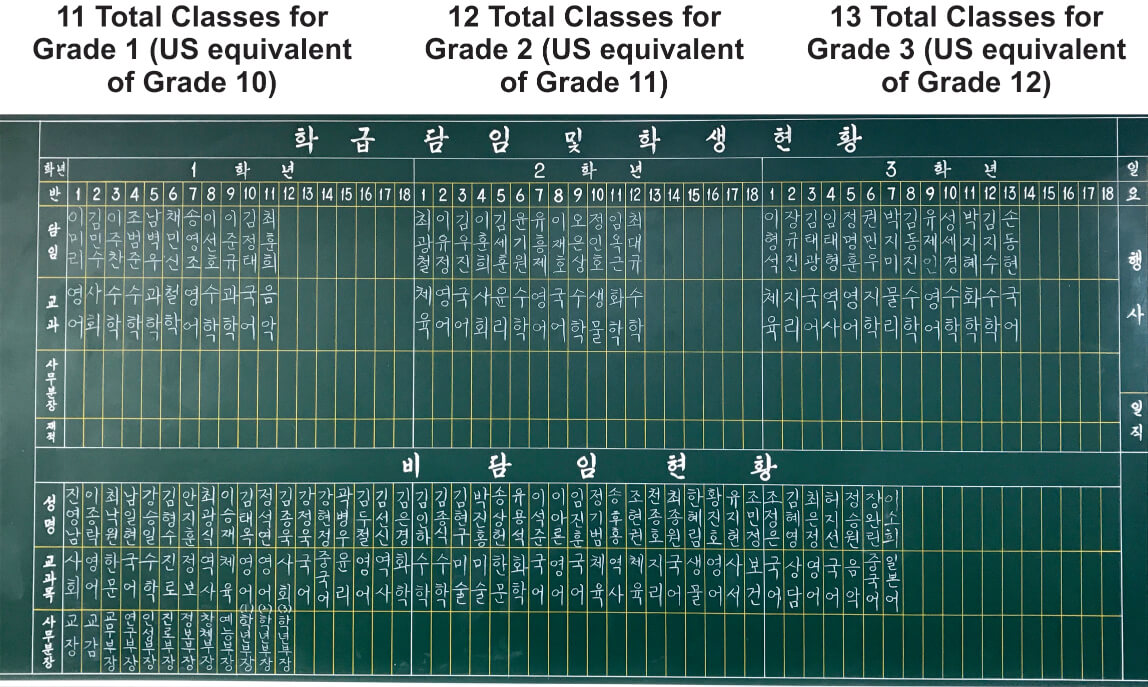 11 Total Classes for
Grade 1 (US equivalent
of Grade 10)
12 Total Classes for
Grade 2 (US equivalent
of Grade 11)
13 Total Classes for
Grade 3 (US equivalent
of Grade 12)
학급담임 및 학생현황
학년 1학년 2학년 3학년
반 1 2 3 4 5 6 7 8 9 10 11 12 13 14 15 16 17 18 1 2 3 4 5 6 7 8 9 10 11 12 13 14 15 16 17 18 1 2 3 4 5 6 7 8 9 10 11 12 13 14 15 16 17 18
담임 이미리 김민수 이주찬 조범준 남벽우 채민신 송영조 이선호 이준규 김정태 최훈희 최광철 이유정 김우진 이효희 김세훈 윤기원 유흥제 이재호 오은상 정인호 임옥근 최대규 이형석 장규진 김태광 임태형 정명훈 권민우 박지미 김동진 유제인 성세경 박지혜 김지수 손동현
교과 영어 사회 수학 수학 과학 철학 영어 수학 과학 국어 음악 체육 영어 국어 사회 윤리 수학 영어 국어 수학 생물 화학 수학 체육 지리 국어 역사 영어 지학 물리 수학 영어 수학 화학 수학 국어
사무분장
재적
일요행사
일직
비담임현황
성명 진영남 이종락 최낙원 남일현 강승일 김형수 안지훈 최광식 이승재 김태옥 정석연 김종욱 강정욱 강현정 곽병우 김두철 김선신 김은경 김인하 김종식 김현구 박진홍 송상헌 유용석 이석준 이아론 임진훈 정기범 송후용 조현권 천종호 최종원 한혜림 황진호 유지현 조민정 조정은 김혜영 최은정 허지선 정승원 장완린 이소희
교과목 사회 영어 한문 국어 수학 진로 정보 역사 체육 영어 영어 사회 국어 중국어 윤리 영어 역사 화학 수학 수학 미술 미술 한문 화학 국어 영어 국어 체육 역사 체육 지리 국어 생물 영어 사서 보건 국어 상담 영어 국어 음악 중국어 일본어
사무분장 교장 교감 교무부장 연구부장 인성부장 진로부장 정보부장 창체부장 예능부장 (1)학년부장 (2)학년부장 (3)학년부장